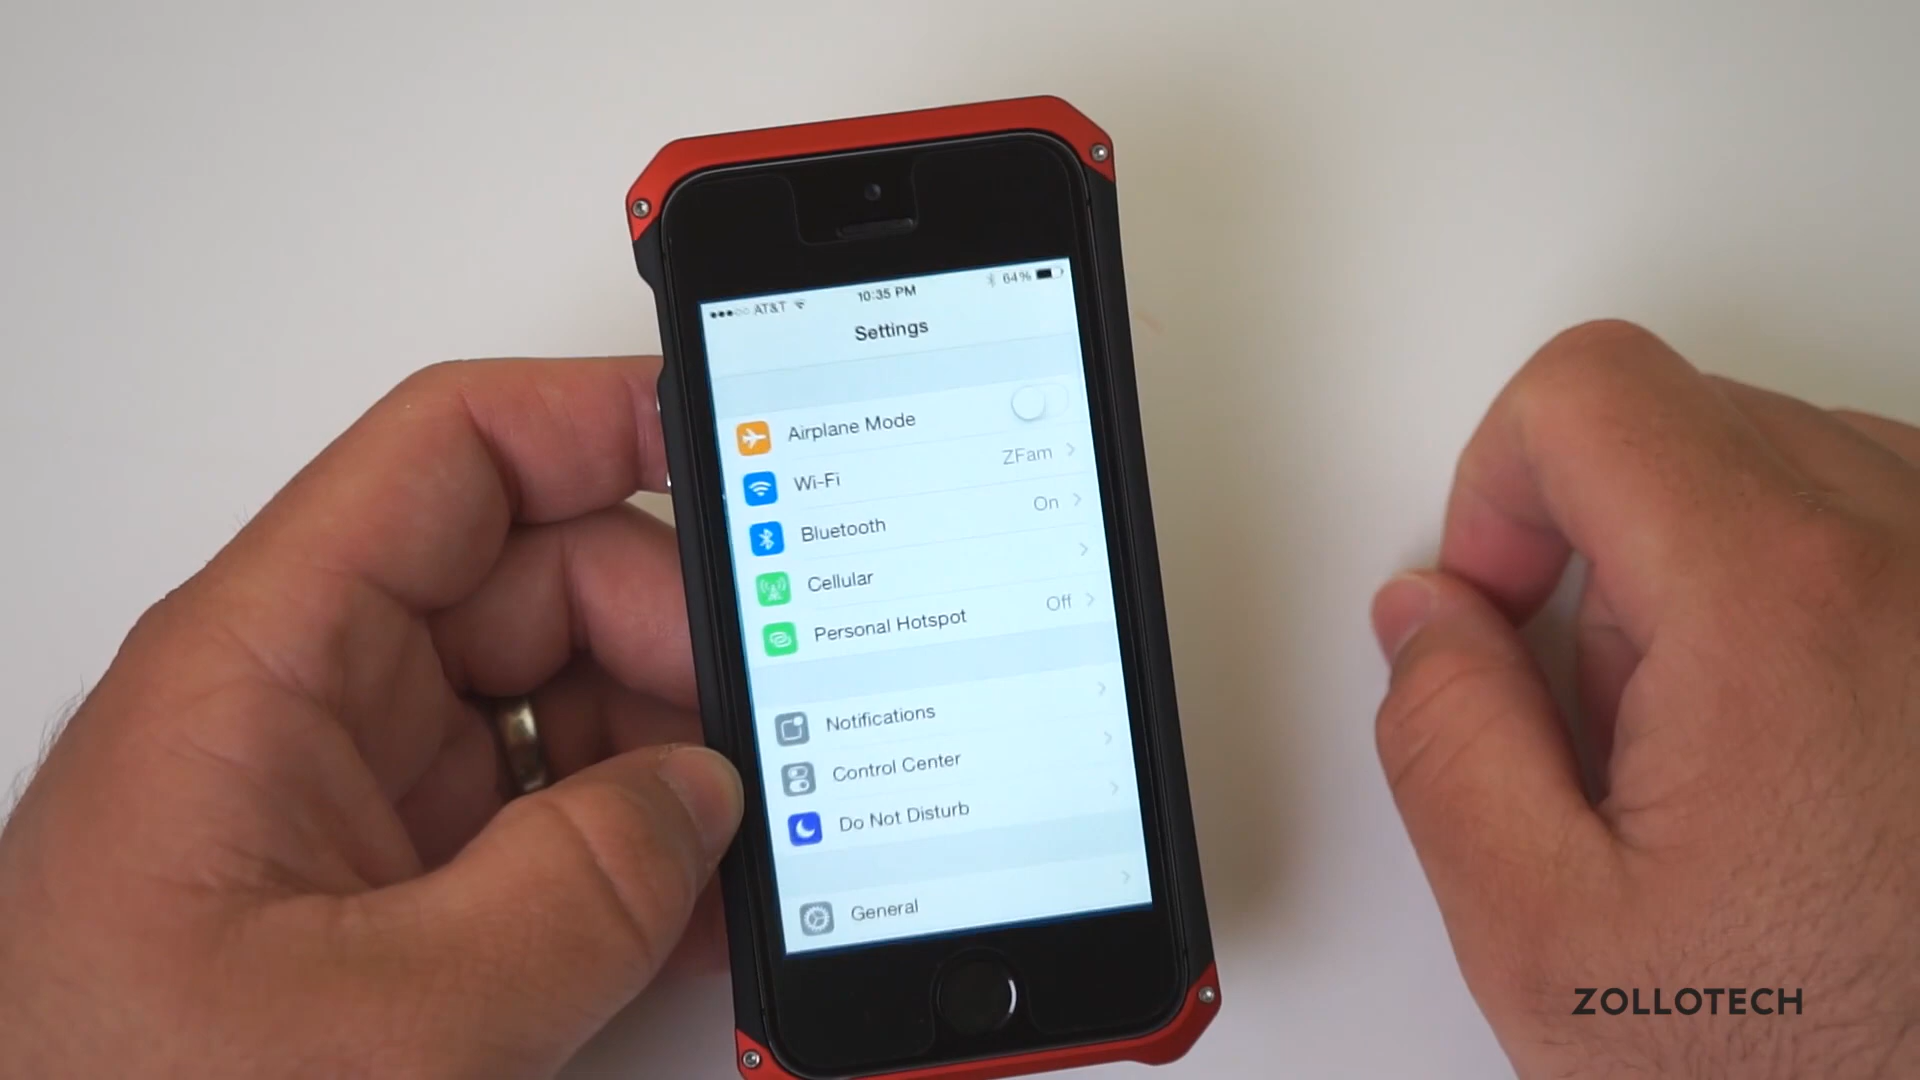 AT&T 10:35 PM 64%
Settings
Airplane Mode
Wi-Fi ZFam
Bluetooth On
Cellular
Personal Hotspot Off
Notifications
Control Center
Do Not Disturb
General
ZOLLOTECH